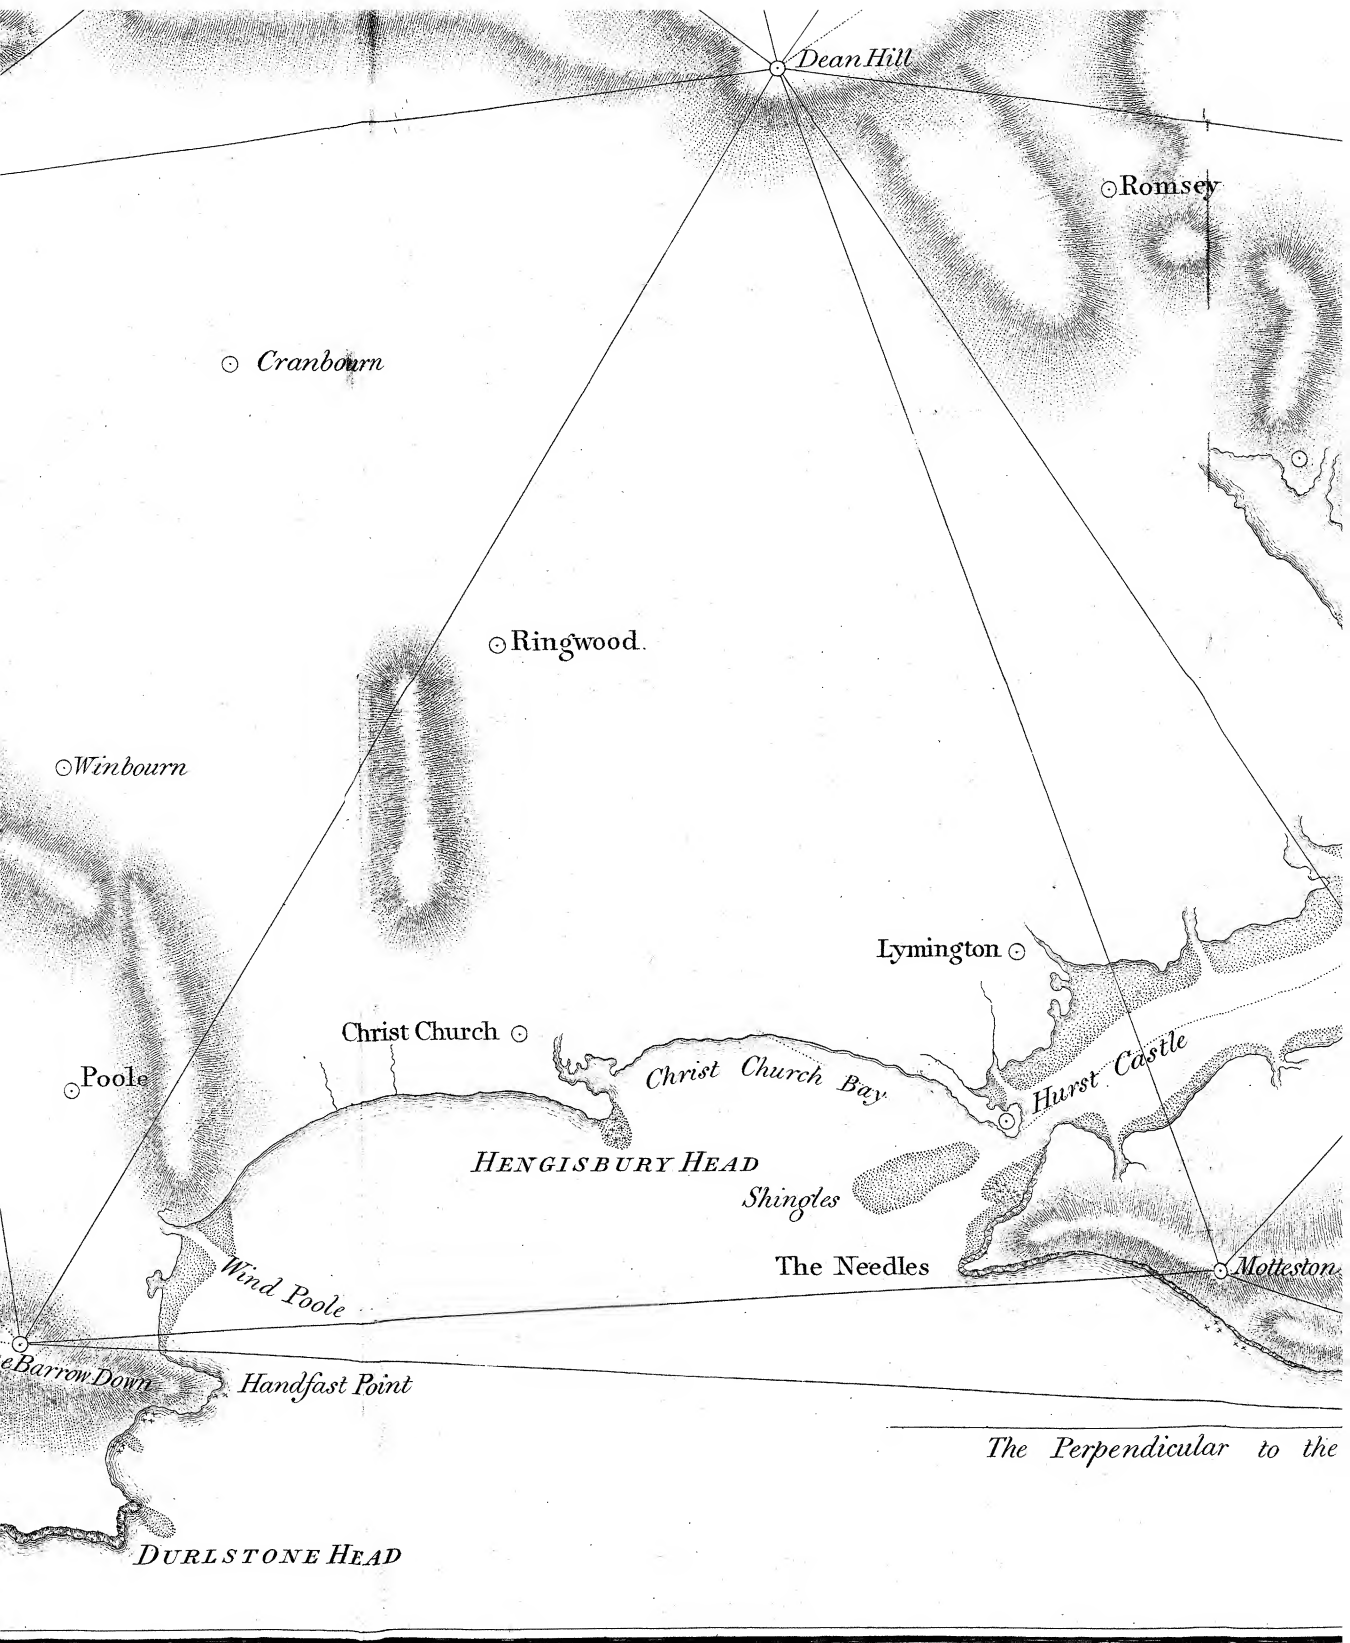 Dean Hill
Romsey
Cranbourn
Ringwood.
Winbourn
Lymington
Christ Church
Poole
Christ Church Bay
Hurst Castle
HENGISBURY HEAD
Shingles
The Needles
Motteston
Wind Poole
eBarrow Down
Handfast Point
The Perpendicular to the
DURLSTONE HEAD